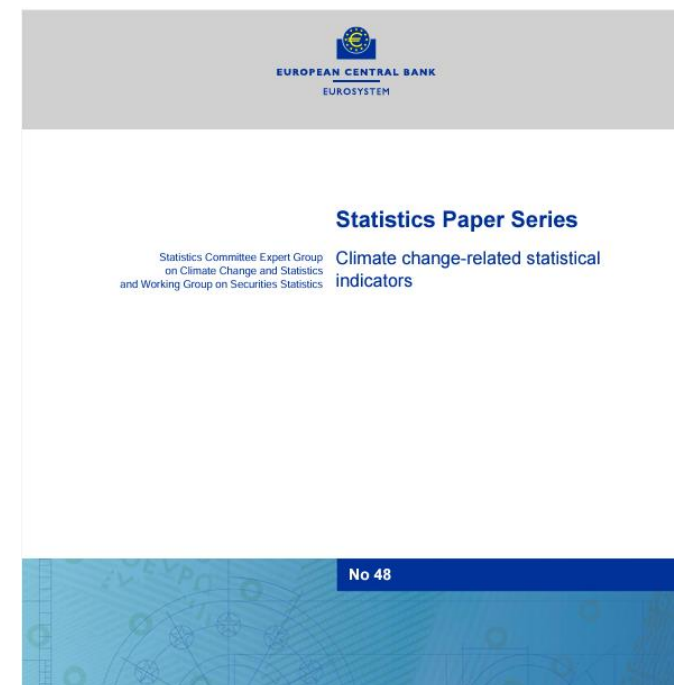 EUROPEAN CENTRAL BANK
EUROSYSTEM
Statistics Paper Series
Statistics Committee Expert Group
on Climate Change and Statistics
and Working Group on Securities Statistics
Climate change-related statistical
indicators
No 48